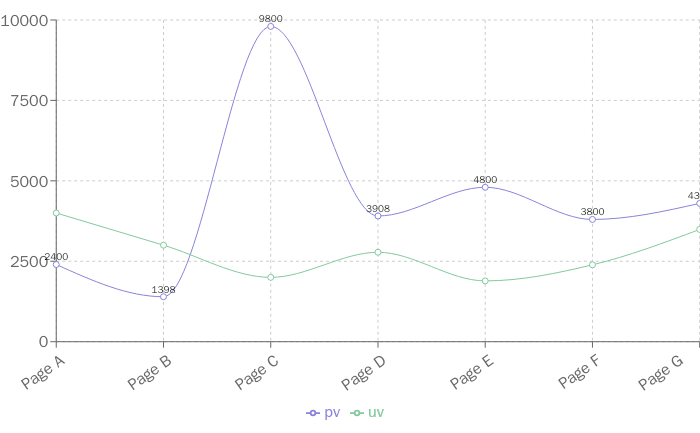 10000
7500
5000
2500
0
2400
1398
9800
3908
4800
3800
43
Page A
Page B
Page C
Page D
Page E
Page F
Page G
pv
uv